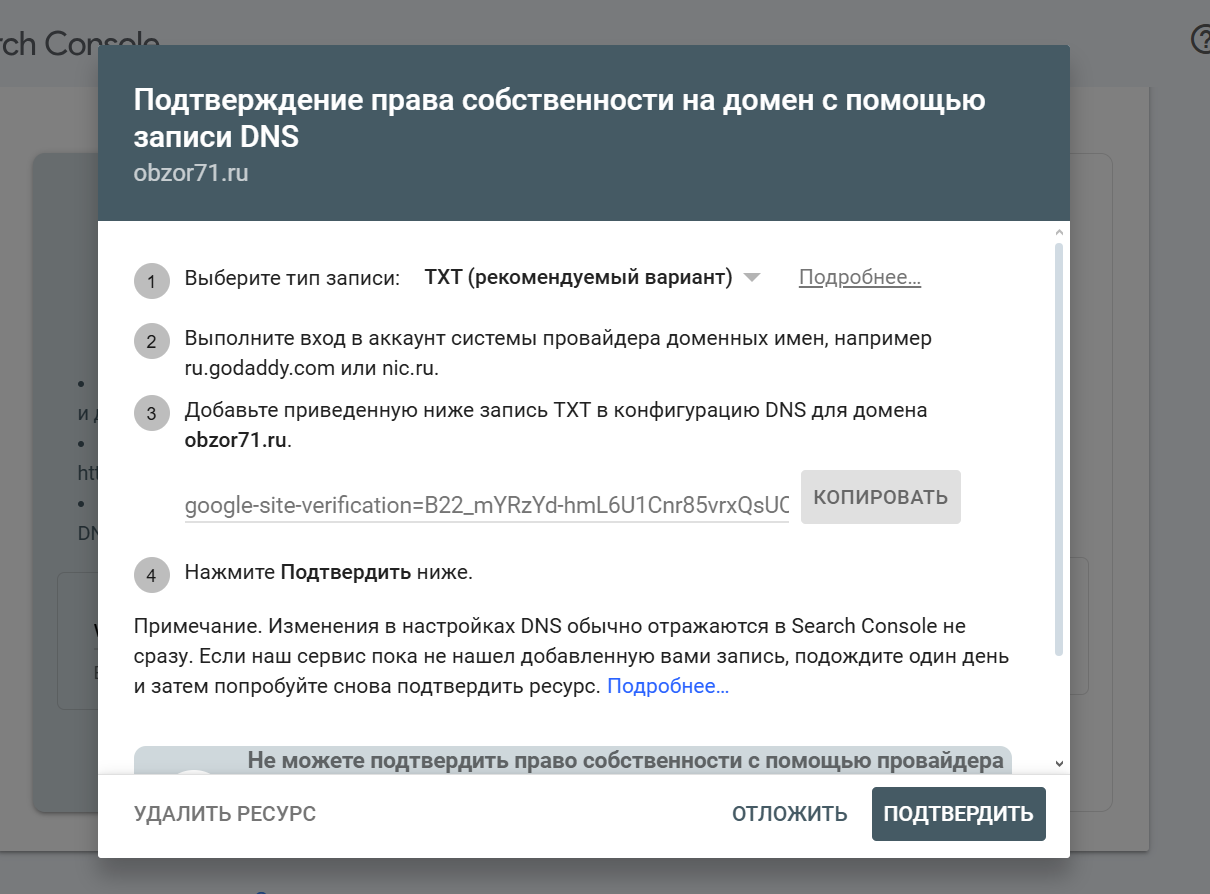 rch Console
Подтверждение права собственности на домен с помощью
записи DNS
obzor71.ru
1 Выберите тип записи: TXT (рекомендуемый вариант) Подробнее…
2 Выполните вход в аккаунт системы провайдера доменных имен, например
ru.godaddy.com или nic.ru.
3 Добавьте приведенную ниже запись TXT в конфигурацию DNS для домена
obzor71.ru.
google-site-verification=B22_mYRzYd-hmL6U1Cnr85vrxQsUC
КОПИРОВАТЬ
4 Нажмите Подтвердить ниже.
Примечание. Изменения в настройках DNS обычно отражаются в Search Console не
сразу. Если наш сервис пока не нашел добавленную вами запись, подождите один день
и затем попробуйте снова подтвердить ресурс. Подробнее…
Не можете подтвердить право собственности с помощью провайдера
УДАЛИТЬ РЕСУРС ОТЛОЖИТЬ ПОДТВЕРДИТЬ